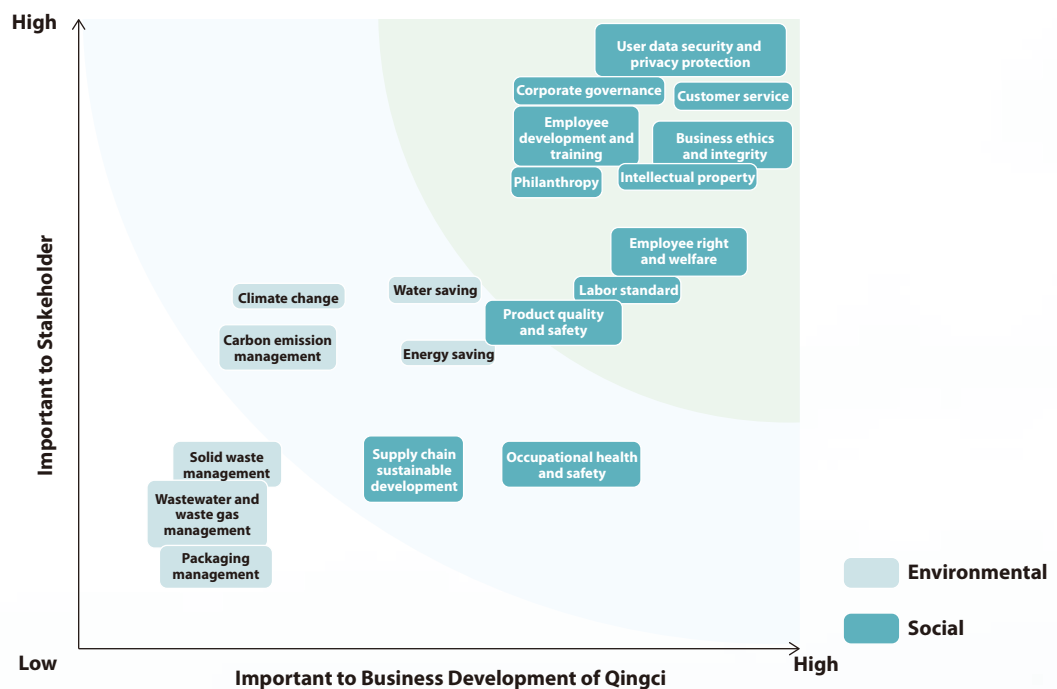 High
User data security and
privacy protection
Corporate governance
Customer service
Employee
development and
training
Business ethics
and integrity
Philanthropy
Intellectual property
Employee right
and welfare
Important to Stakeholder
Climate change
Water saving
Labor standard
Product quality
and safety
Carbon emission
management
Energy saving
Solid waste
management
Supply chain
sustainable
development
Occupational health
and safety
Wastewater and
waste gas
management
Packaging
management
Environmental
Social
Low
Important to Business Development of Qingci
High